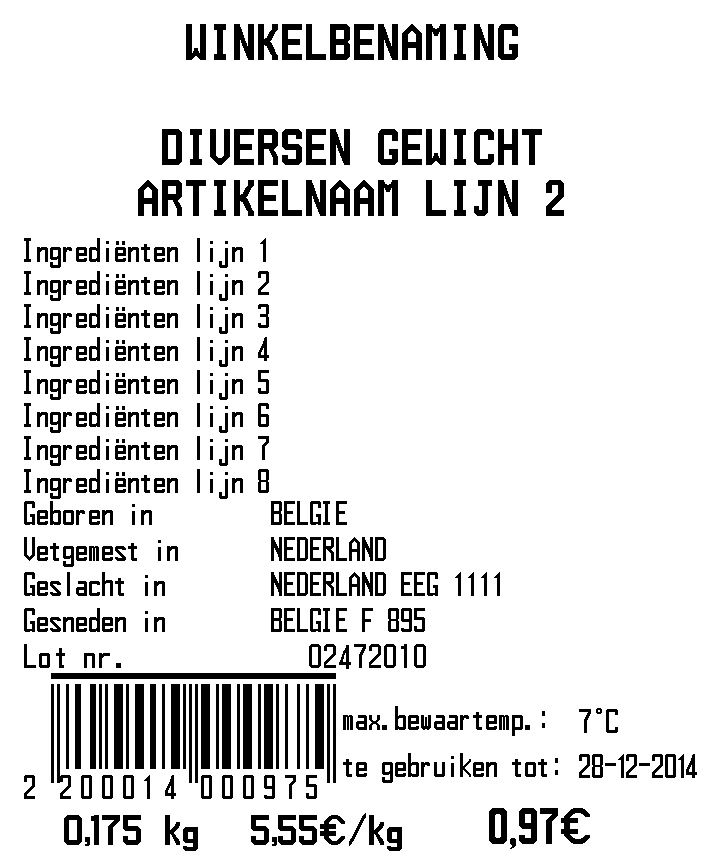 WINKELBENAMING
DIVERSEN GEWICHT
ARTIKELNAAM LIJN 2
Ingrediënten lijn 1
Ingrediënten lijn 2
Ingrediënten lijn 3
Ingrediënten lijn 4
Ingrediënten lijn 5
Ingrediënten lijn 6
Ingrediënten lijn 7
Ingrediënten lijn 8
Geboren in BELGIE
Vetgemest in NEDERLAND
Geslacht in NEDERLAND EEG 1111
Gesneden in BELGIE F 895
Lot nr. 02472010
max.bewaartemp.: 7°C
te gebruiken tot: 28-12-2014
2 200014 000975
0,175 kg 5,55€/kg 0,97€